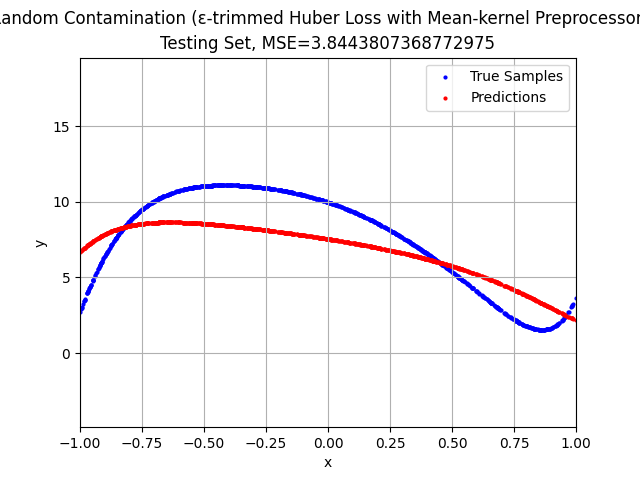 andom Contamination (ε-trimmed Huber Loss with Mean-kernel Preprocessor
Testing Set, MSE=3.8443807368772975
True Samples
Predictions
15
10
5
0
y
−1.00 −0.75 −0.50 −0.25 0.00 0.25 0.50 0.75 1.00
x